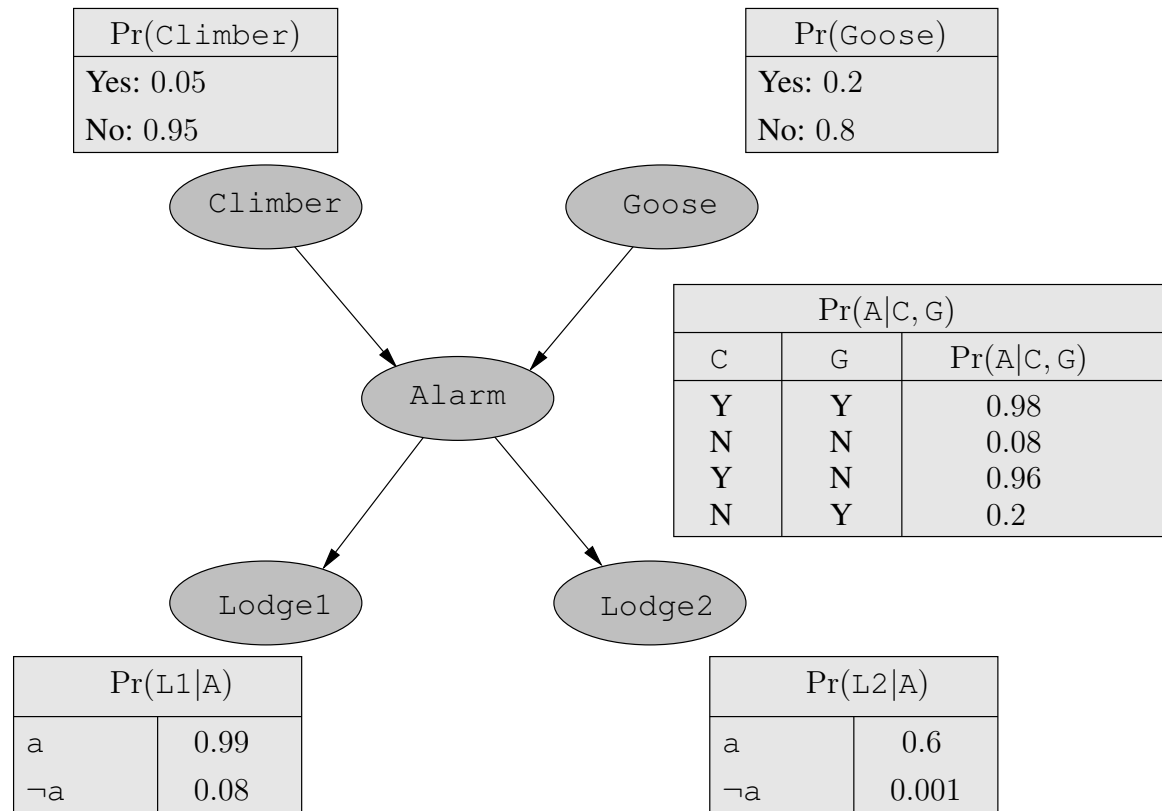 Pr(Climber)
Yes: 0.05
No: 0.95
Pr(Goose)
Yes: 0.2
No: 0.8
Climber
Goose
Pr(A|C, G)
C G Pr(A|C, G)
Y Y 0.98
N N 0.08
Y N 0.96
N Y 0.2
Alarm
Lodge1
Lodge2
Pr(L1|A)
a 0.99
¬a 0.08
Pr(L2|A)
a 0.6
¬a 0.001